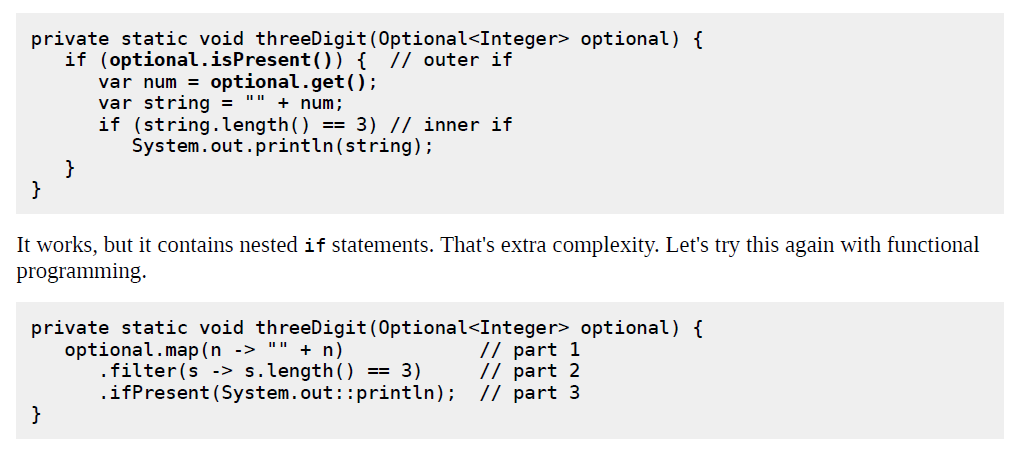 private static void threeDigit(Optional<Integer> optional) {
   if (optional.isPresent()) {  // outer if
      var num = optional.get();
      var string = "" + num;
      if (string.length() == 3) // inner if
         System.out.println(string);
   }
}
It works, but it contains nested if statements. That's extra complexity. Let's try this again with functional
programming.
private static void threeDigit(Optional<Integer> optional) {
   optional.map(n -> "" + n)            // part 1
      .filter(s -> s.length() == 3)     // part 2
      .ifPresent(System.out::println);  // part 3
}